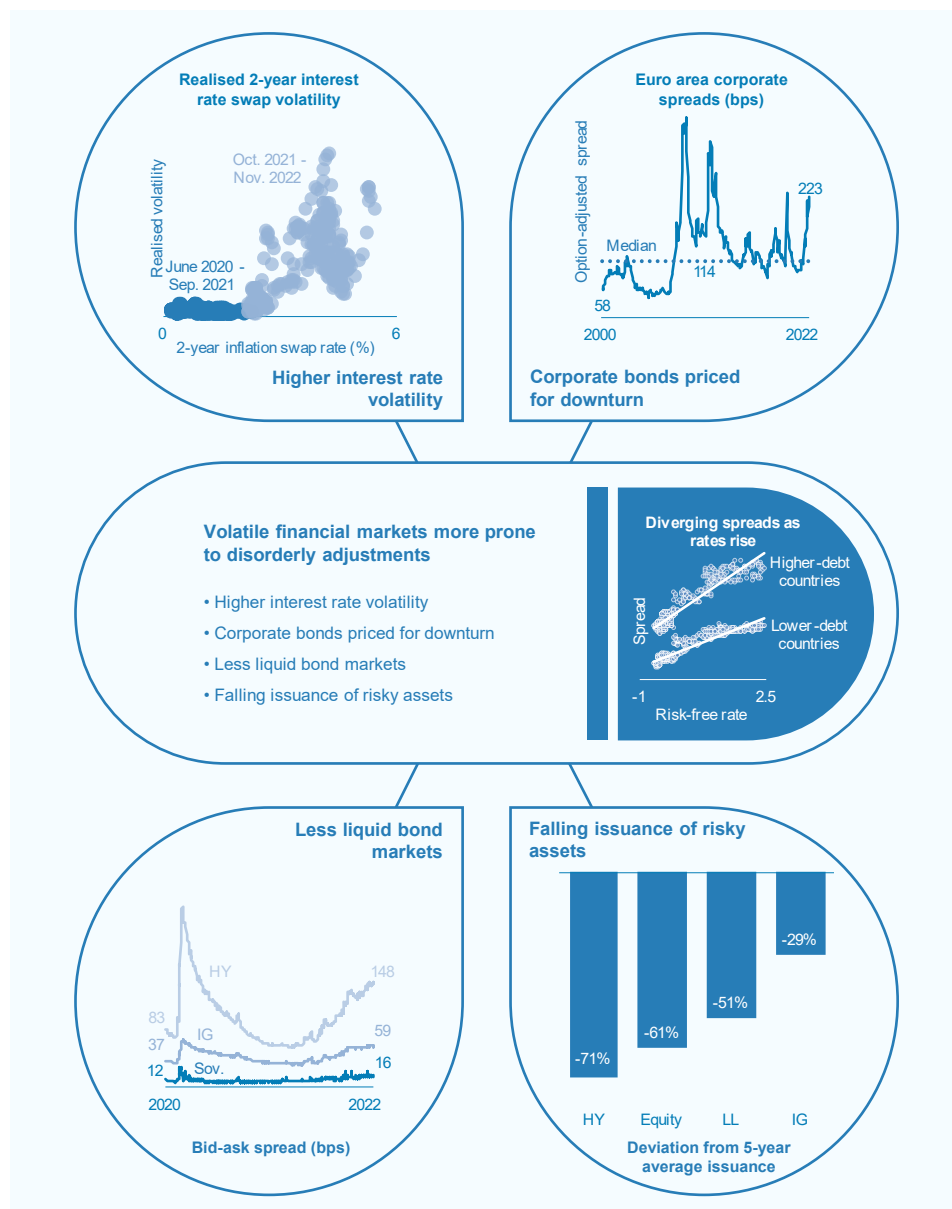 Realised 2-year interest
rate swap volatility
Realised volatility
Oct. 2021 -
Nov. 2022
June 2020 -
Sep. 2021
0
6
2-year inflation swap rate (%)
Higher interest rate
volatility
Euro area corporate
spreads (bps)
Option-adjusted spread
223
Median
114
58
2000
2022
Corporate bonds priced
for downturn
Volatile financial markets more prone
to disorderly adjustments
• Higher interest rate volatility
• Corporate bonds priced for downturn
• Less liquid bond markets
• Falling issuance of risky assets
Diverging spreads as
rates rise
Spread
Higher-debt
countries
Lower-debt
countries
-1
2.5
Risk-free rate
Less liquid bond
markets
HY
148
83
IG
59
37
Sov.
16
12
2020
2022
Bid-ask spread (bps)
Falling issuance of risky
assets
-29%
-51%
-61%
-71%
HY
Equity
LL
IG
Deviation from 5-year
average issuance